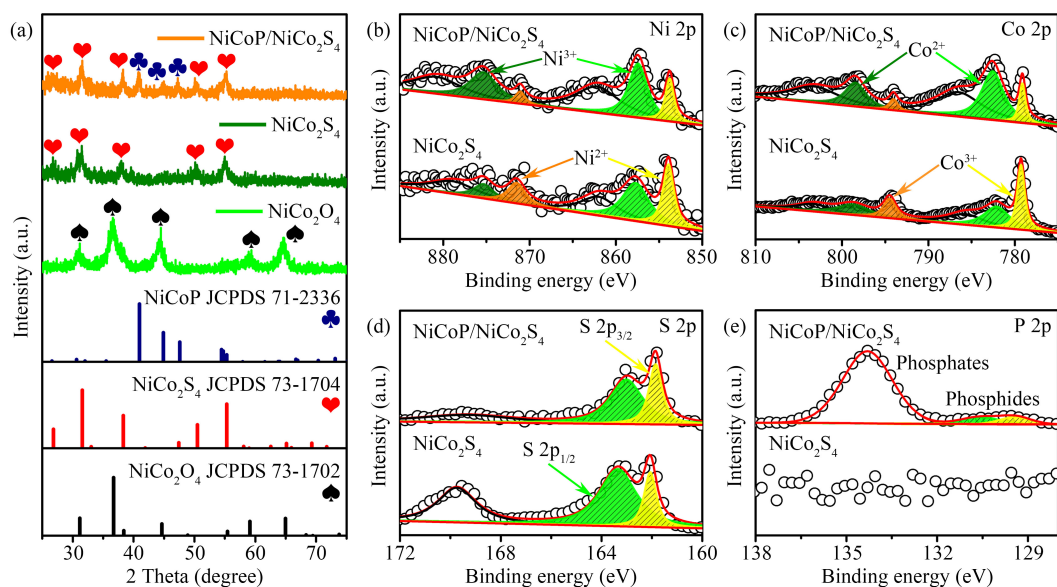 (a)
NiCoP/NiCo₂S₄
NiCo₂S₄
NiCo₂O₄
NiCoP JCPDS 71-2336
NiCo₂S₄ JCPDS 73-1704
NiCo₂O₄ JCPDS 73-1702
Intensity (a.u.)
30 40 50 60 70
2 Theta (degree)
(b) Ni 2p
NiCoP/NiCo₂S₄
Ni³⁺
NiCo₂S₄
Ni²⁺
Intensity (a.u.)
880 870 860 850
Binding energy (eV)
(c) Co 2p
NiCoP/NiCo₂S₄
Co²⁺
NiCo₂S₄
Co³⁺
Intensity (a.u.)
810 800 790 780
Binding energy (eV)
(d) S 2p
NiCoP/NiCo₂S₄
S 2p₃/₂
NiCo₂S₄
S 2p₁/₂
Intensity (a.u.)
172 168 164 160
Binding energy (eV)
(e) P 2p
NiCoP/NiCo₂S₄
Phosphates
Phosphides
NiCo₂S₄
Intensity (a.u.)
138 135 132 129
Binding energy (eV)